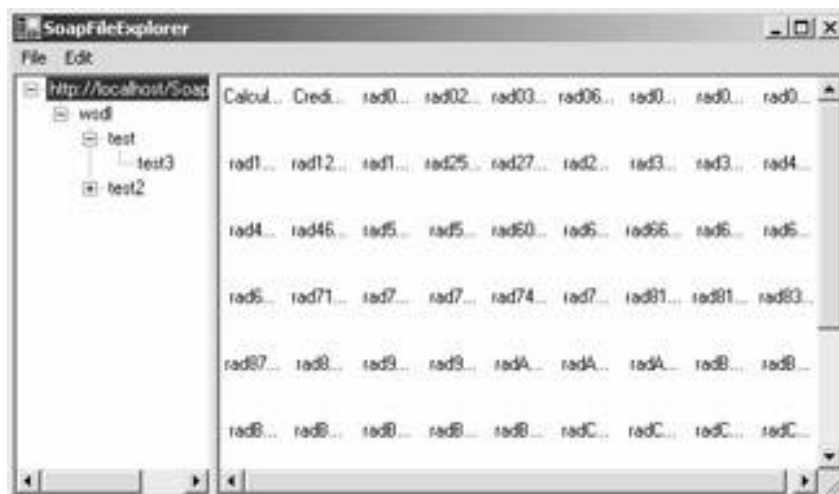 SoapFileExplorer
File Edit
http://localhost/Soap
wsdl
test
test3
test2
Calcul... Credi... rad0... rad02... rad03... rad06... rad0... rad0... rad0...
rad1... rad12... rad1... rad25... rad27... rad2... rad3... rad3... rad4...
rad4... rad46... rad5... rad5... rad60... rad6... rad66... rad6... rad6...
rad6... rad71... rad7... rad7... rad74... rad7... rad81... rad81... rad83...
rad87... rad8... rad9... rad9... radA... radA... radA... radB... radB...
radB... radB... radB... radB... radB... radC... radC... radC... radC...